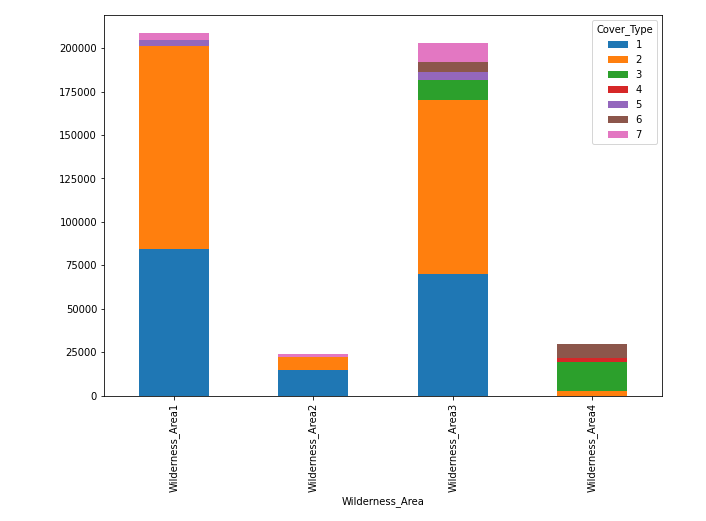 200000
175000
150000
125000
100000
75000
50000
25000
0
Cover_Type
1
2
3
4
5
6
7
Wilderness_Area1
Wilderness_Area2
Wilderness_Area3
Wilderness_Area4
Wilderness_Area